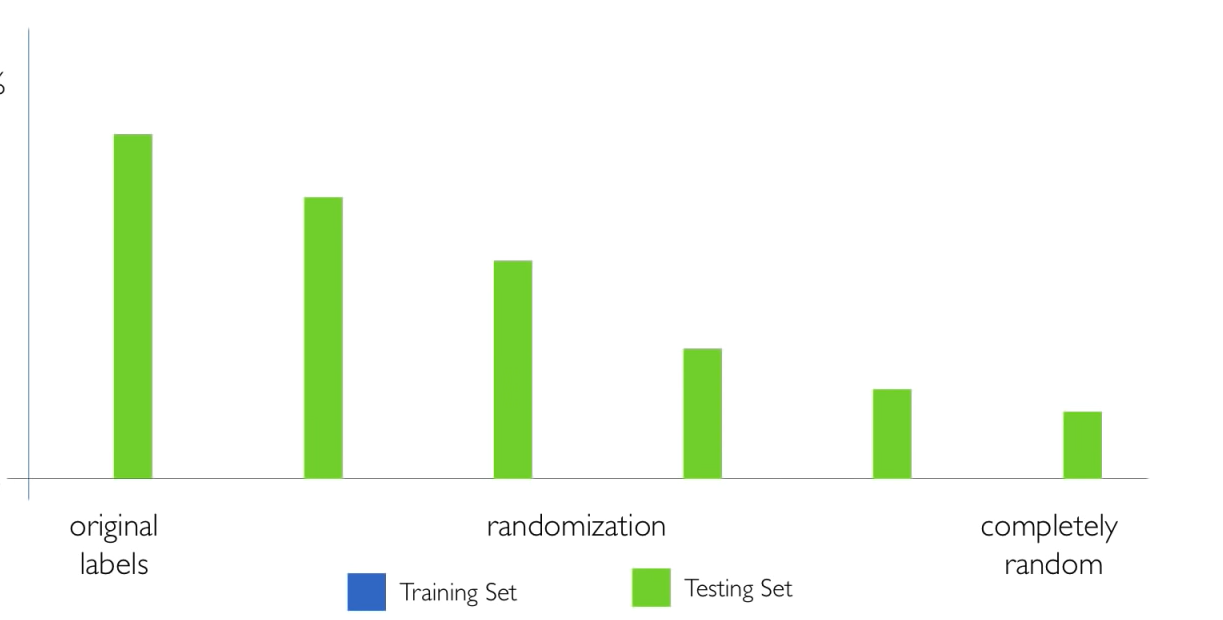 %
original
labels
randomization
completely
random
Training Set
Testing Set